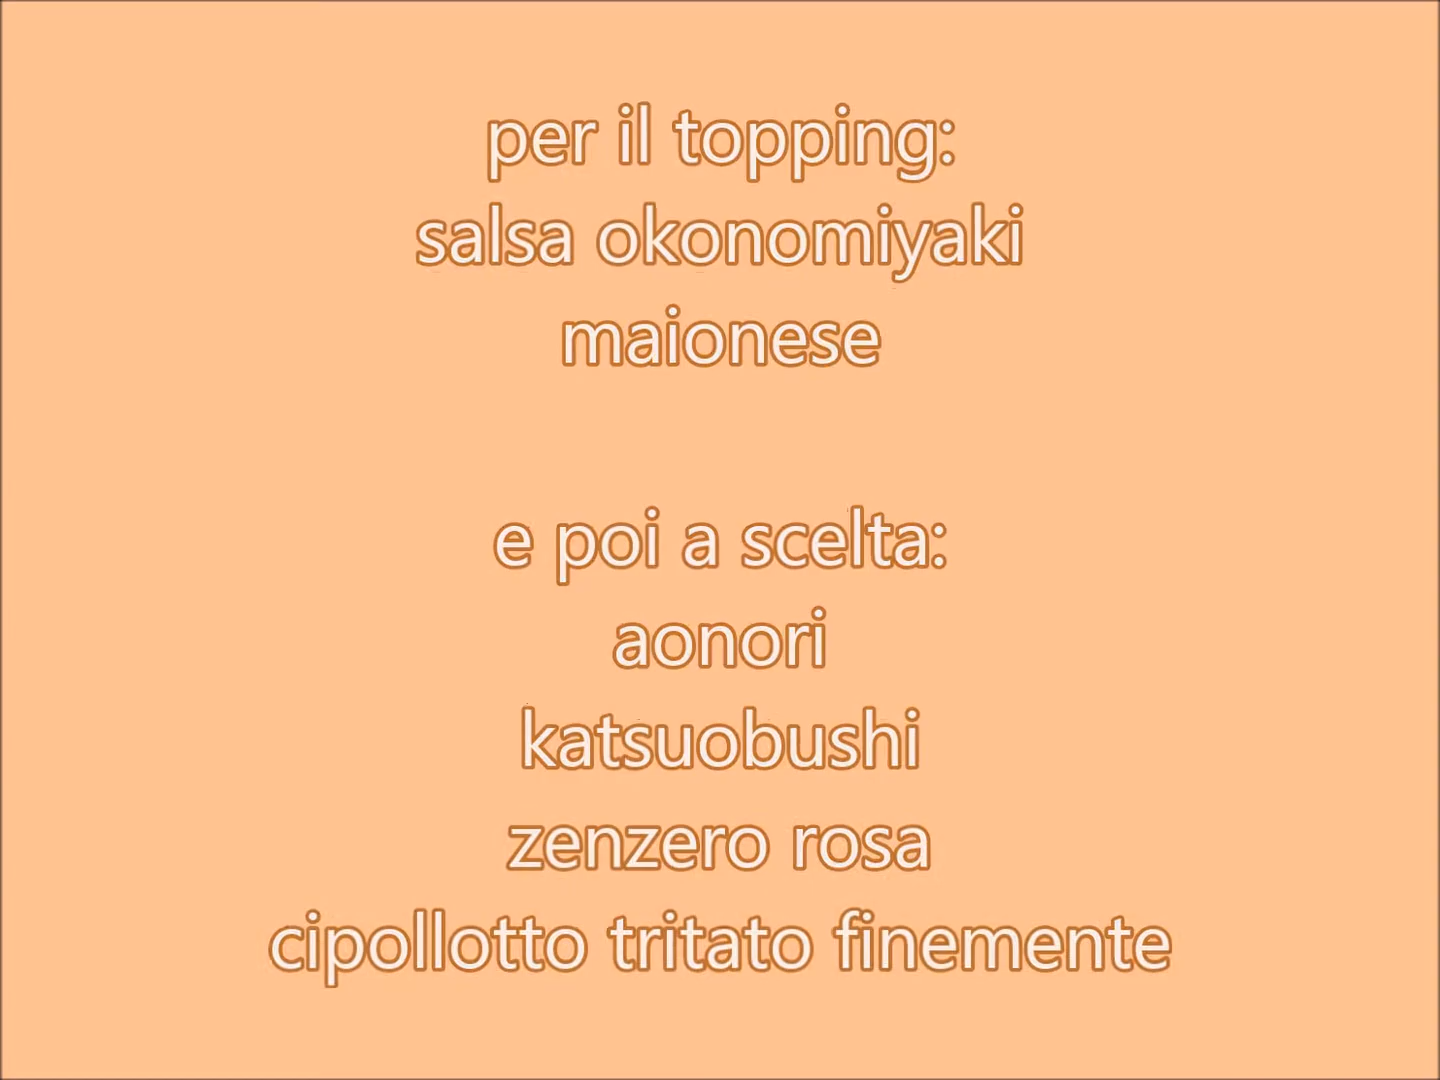 per il topping:
salsa okonomiyaki
maionese
e poi a scelta:
aonori
katsuobushi
zenzero rosa
cipollotto tritato finemente